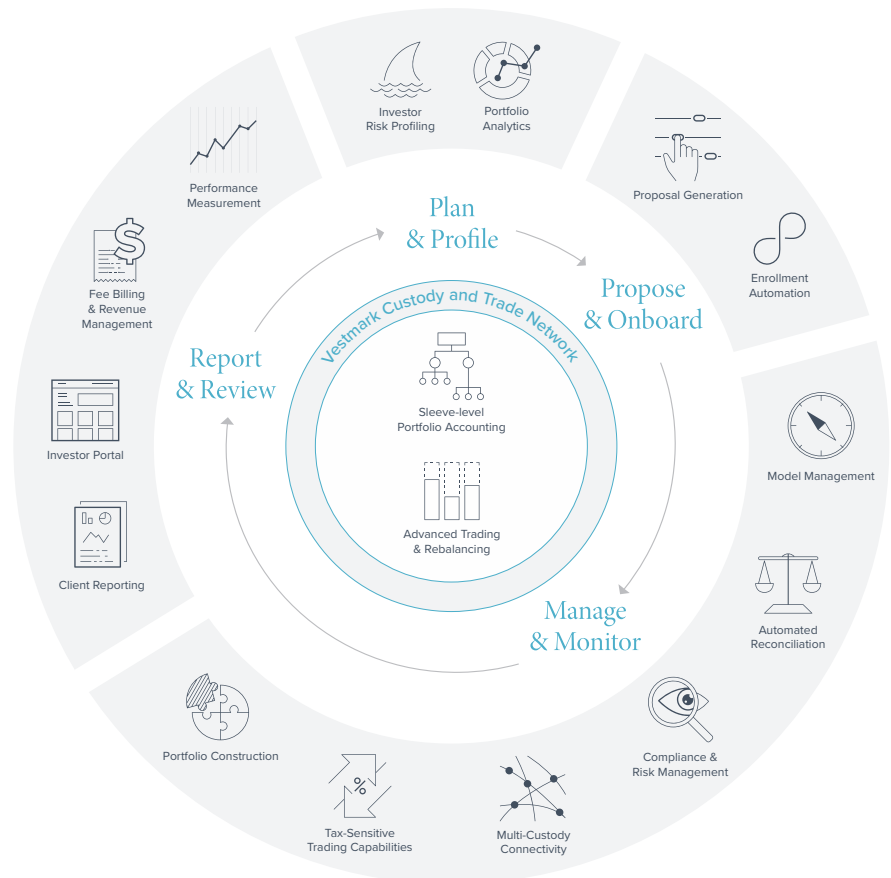 Investor
Risk Profiling
Portfolio
Analytics
Proposal Generation
Enrollment
Automation
Model Management
Automated
Reconciliation
Compliance &
Risk Management
Multi-Custody
Connectivity
Tax-Sensitive
Trading Capabilities
Portfolio Construction
Client Reporting
Investor Portal
Fee Billing
& Revenue
Management
Performance
Measurement
Plan
& Profile
Propose
& Onboard
Manage
& Monitor
Report
& Review
Vestmark Custody and Trade Network
Sleeve-level
Portfolio Accounting
Advanced Trading
& Rebalancing
$
%